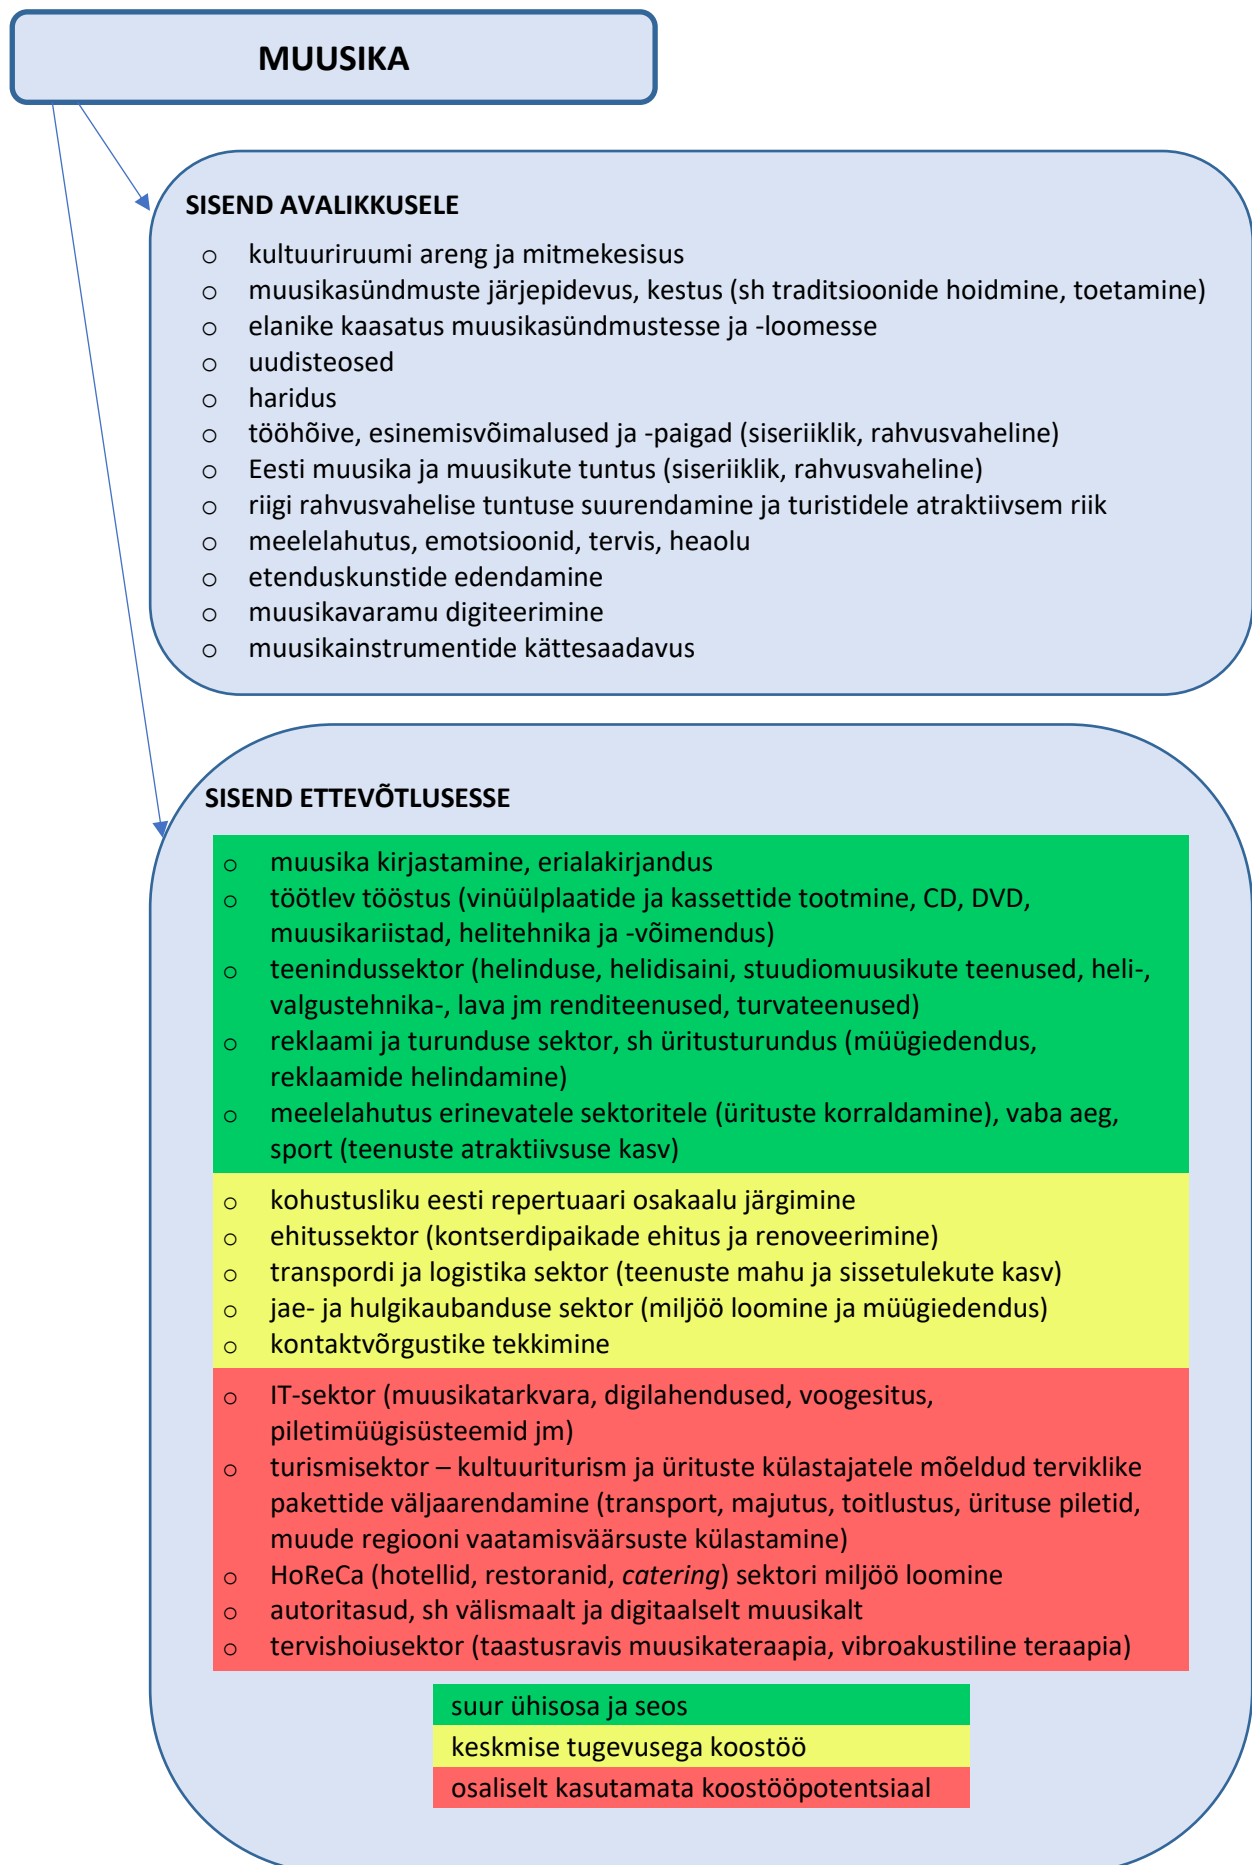 MUUSIKA
SISEND AVALIKKUSELE
o kultuuriruumi areng ja mitmekesisus
o muusikasündmuste järjepidevus, kestus (sh traditsioonide hoidmine, toetamine)
o elanike kaasatus muusikasündmustesse ja -loomesse
o uudisteosed
o haridus
o tööhõive, esinemisvõimalused ja -paigad (siseriiklik, rahvusvaheline)
o Eesti muusika ja muusikute tuntus (siseriiklik, rahvusvaheline)
o riigi rahvusvahelise tuntuse suurendamine ja turistidele atraktiivsem riik
o meelelahutus, emotsioonid, tervis, heaolu
o etenduskunstide edendamine
o muusikavaramu digiteerimine
o muusikainstrumentide kättesaadavus
SISEND ETTEVÕTLUSESSE
o muusika kirjastamine, erialakirjandus
o töötlev tööstus (vinüülplaatide ja kassettide tootmine, CD, DVD,
muusikariistad, helitehnika ja -võimendus)
o teenindussektor (helinduse, helidisaini, stuudiomuusikute teenused, heli-,
valgustehnika-, lava jm renditeenused, turvateenused)
o reklaami ja turunduse sektor, sh üritusturundus (müügiedendus,
reklaamide helindamine)
o meelelahutus erinevatele sektoritele (ürituste korraldamine), vaba aeg,
sport (teenuste atraktiivsuse kasv)
o kohustusliku eesti repertuaari osakaalu järgimine
o ehitussektor (kontserdipaikade ehitus ja renoveerimine)
o transpordi ja logistika sektor (teenuste mahu ja sissetulekute kasv)
o jae- ja hulgikaubanduse sektor (miljöö loomine ja müügiedendus)
o kontaktvõrgustike tekkimine
o IT-sektor (muusikatarkvara, digilahendused, voogesitus,
piletimüügisüsteemid jm)
o turismisektor – kultuuriturism ja ürituste külastajatele mõeldud terviklike
pakettide väljaarendamine (transport, majutus, toitlustus, ürituse piletid,
muude regiooni vaatamisväärsuste külastamine)
o HoReCa (hotellid, restoranid, catering) sektori miljöö loomine
o autoritasud, sh välismaalt ja digitaalselt muusikalt
o tervishoiusektor (taastusravis muusikateraapia, vibroakustiline teraapia)
suur ühisosa ja seos
keskmise tugevusega koostöö
osaliselt kasutamata koostööpotentsiaal